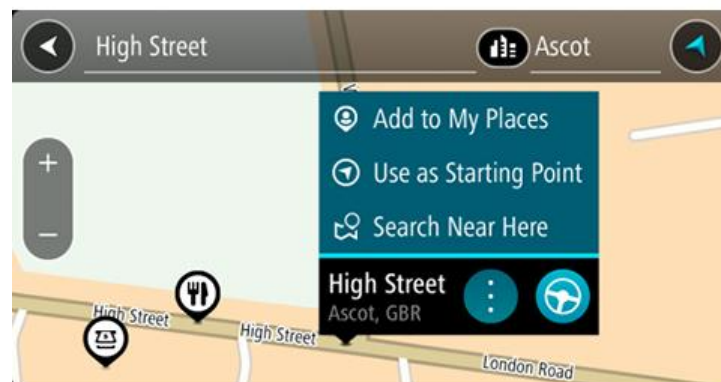 High Street
Ascot
Add to My Places
Use as Starting Point
Search Near Here
High Street
Ascot, GBR
High Street
High Street
London Road